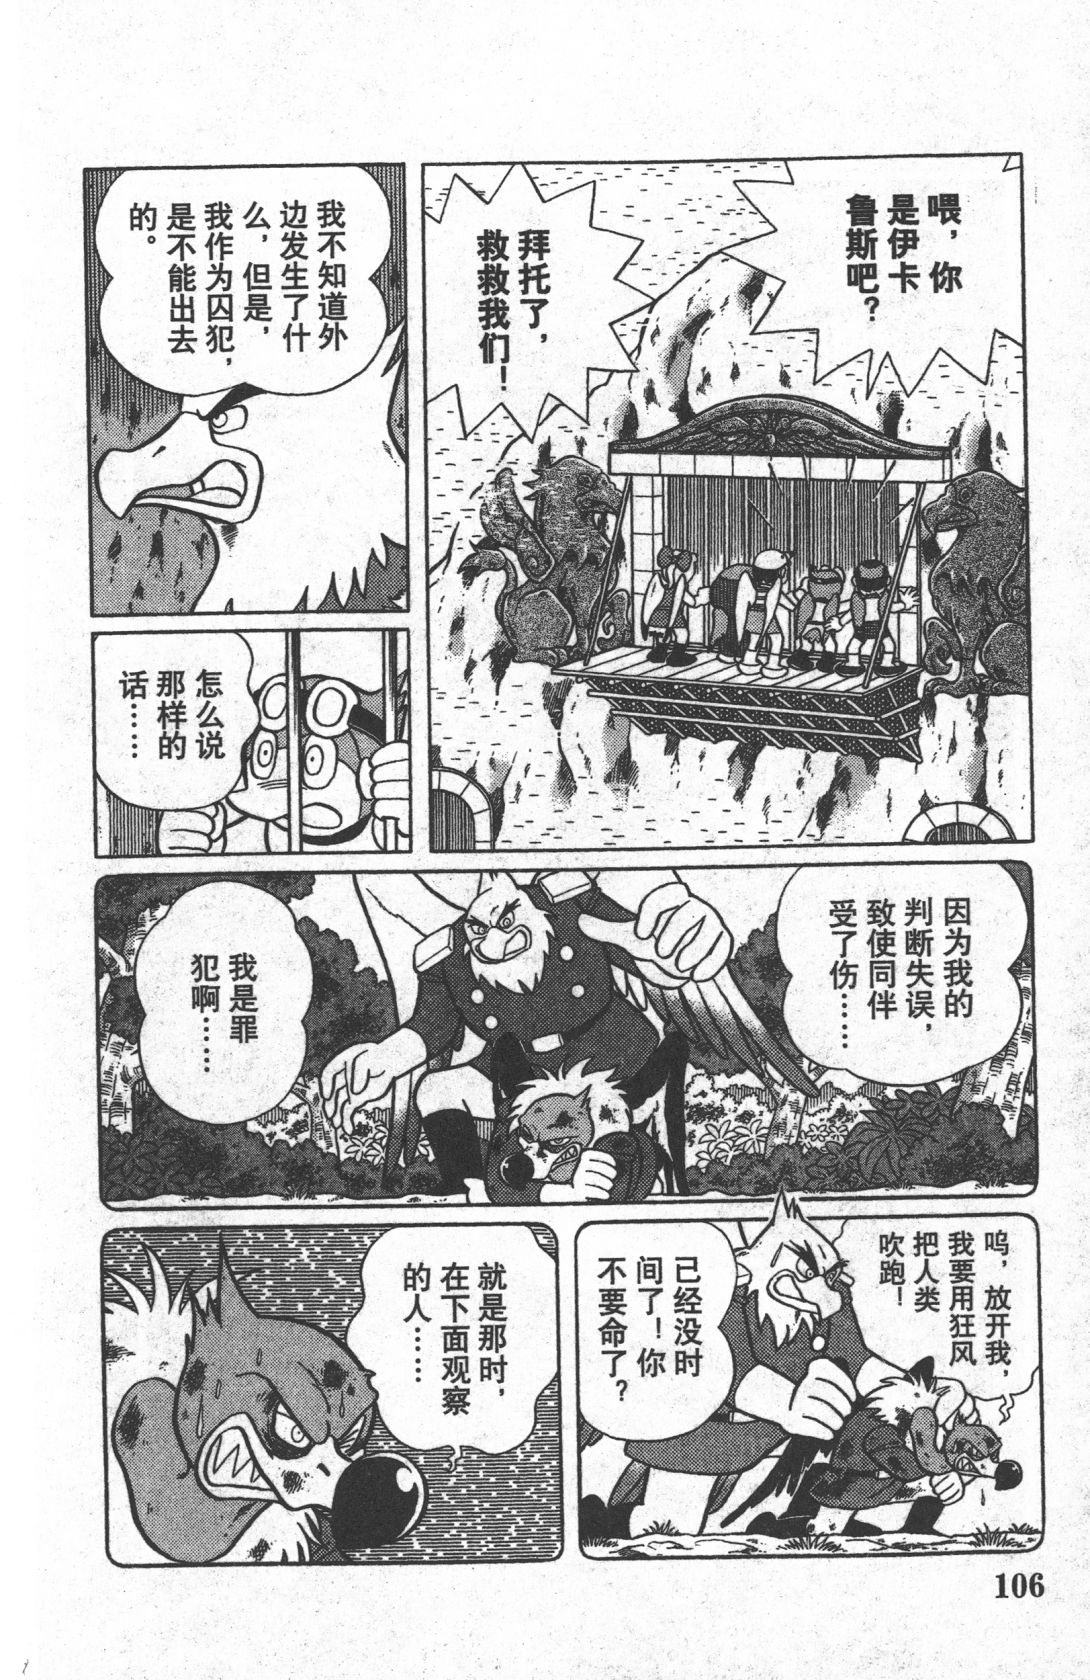 喂，你
是伊卡
鲁斯吧？
拜托了，
救救我们！
我不知道外
边发生了什
么，但是，
我作为囚犯，
是不能出去
的。
怎么说
那样的
话……
因为我的
判断失误，
致使同伴
受了伤……
我是罪
犯啊……
呜，放开我，
我要用狂风
把人类
吹跑！
已经没时
间了！你
不要命了？
就是那时，
在下面观察
的人……
106